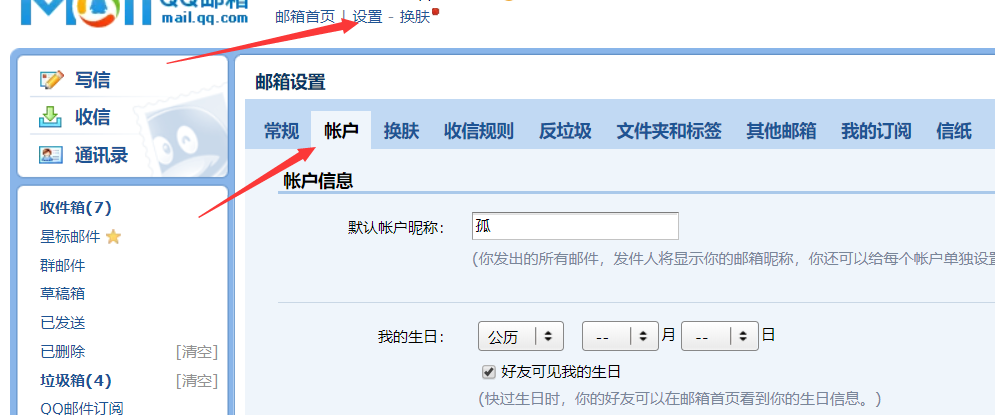 Mail QQ邮箱
mail.qq.com
邮箱首页 | 设置 - 换肤
写信
收信
通讯录
收件箱(7)
星标邮件
群邮件
草稿箱
已发送
已删除 [清空]
垃圾箱(4) [清空]
QQ邮件订阅
邮箱设置
常规 帐户 换肤 收信规则 反垃圾 文件夹和标签 其他邮箱 我的订阅 信纸
帐户信息
默认帐户昵称： 孤
(你发出的所有邮件，发件人将显示你的邮箱昵称，你还可以给每个帐户单独设置
我的生日： 公历 -- 月 -- 日
好友可见我的生日
(快过生日时，你的好友可以在邮箱首页看到你的生日信息。)